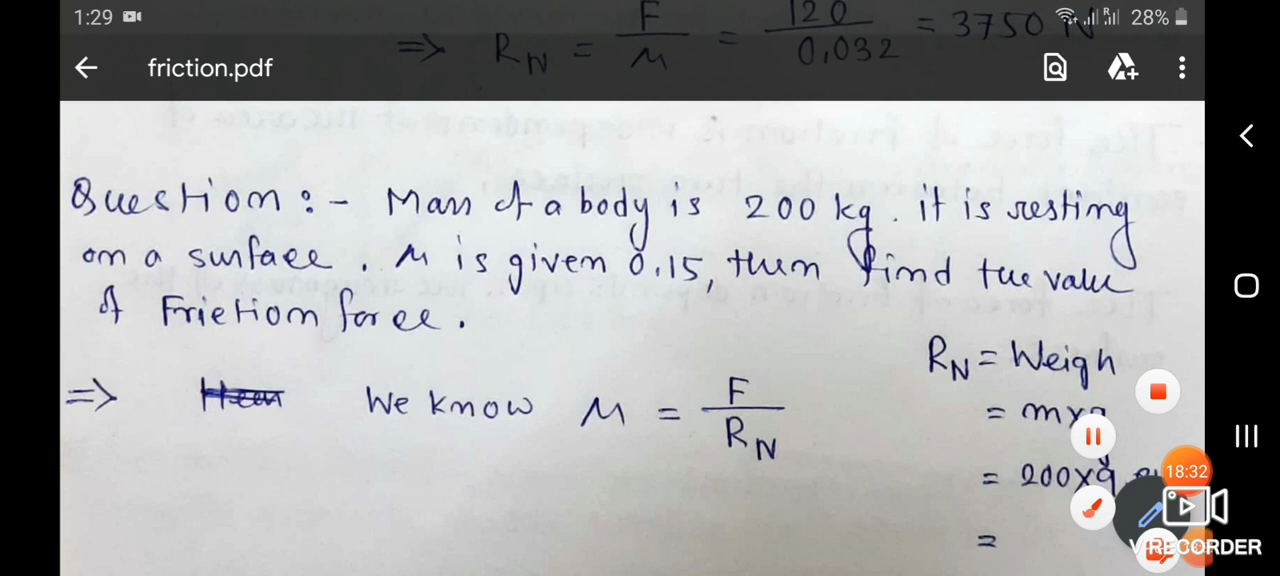 1:29 28%
⇒ R_N = F/μ = 120/0.032 = 3750 N
friction.pdf
Question :- Mass of a body is 200 kg. it is resting
on a surface. μ is given 0.15, then find the value
of Friction force.
R_N = Weigh
⇒ We know μ = F/R_N
= m×g
= 200×9
=
18:32
VRECORDER